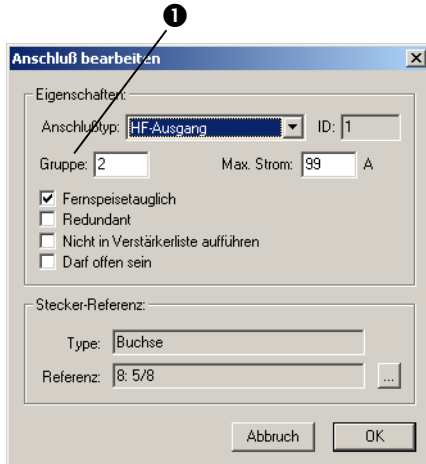 ❶
Anschluß bearbeiten
Eigenschaften:
Anschlußtyp: HF-Ausgang ID: 1
Gruppe: 2 Max. Strom: 99 A
Fernspeisetauglich
Redundant
Nicht in Verstärkerliste aufführen
Darf offen sein
Stecker-Referenz:
Type: Buchse
Referenz: 8: 5/8 ...
Abbruch OK